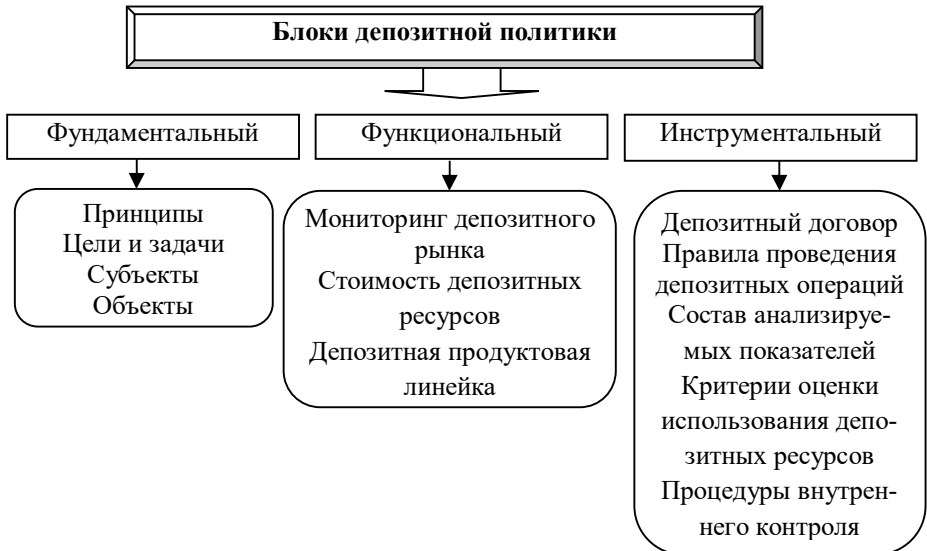 Блоки депозитной политики
Фундаментальный
Функциональный
Инструментальный
Принципы
Цели и задачи
Субъекты
Объекты
Мониторинг депозитного
рынка
Стоимость депозитных
ресурсов
Депозитная продуктовая
линейка
Депозитный договор
Правила проведения
депозитных операций
Состав анализируе-
мых показателей
Критерии оценки
использования депо-
зитных ресурсов
Процедуры внутрен-
него контроля